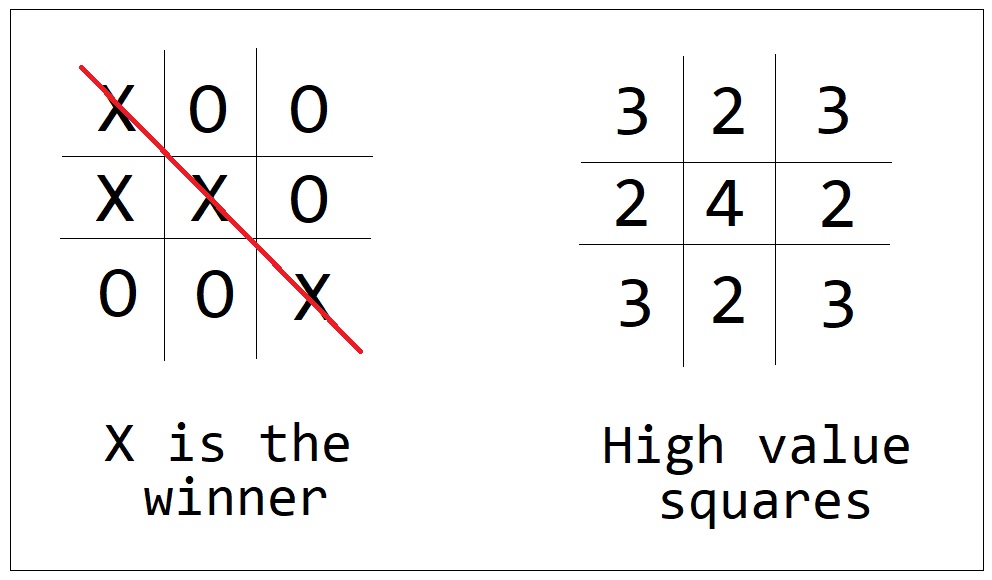 X O O
X X O
O O X
X is the
winner
3 2 3
2 4 2
3 2 3
High value
squares